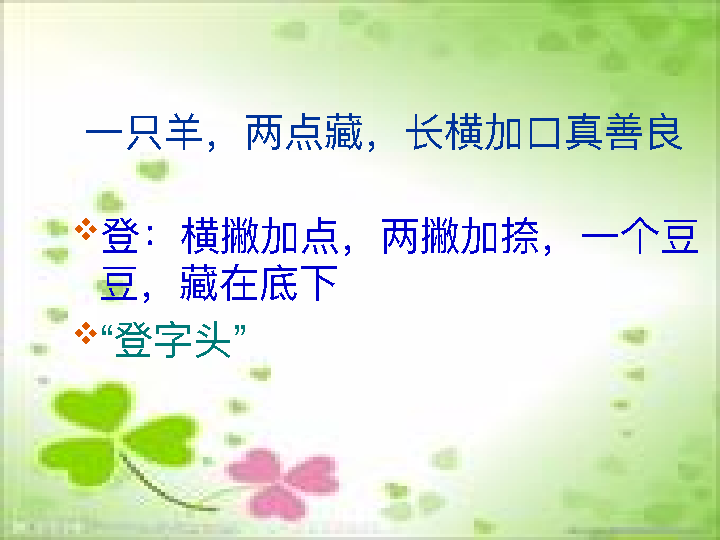 一只羊，两点藏，长横加口真善良
登：横撇加点，两撇加捺，一个豆
豆，藏在底下
“登字头”